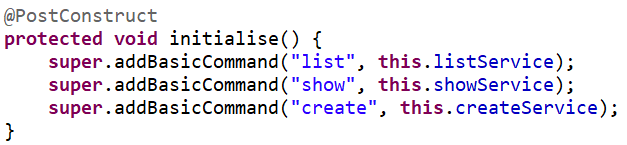 @PostConstruct
protected void initialise() {
    super.addBasicCommand("list", this.listService);
    super.addBasicCommand("show", this.showService);
    super.addBasicCommand("create", this.createService);
}